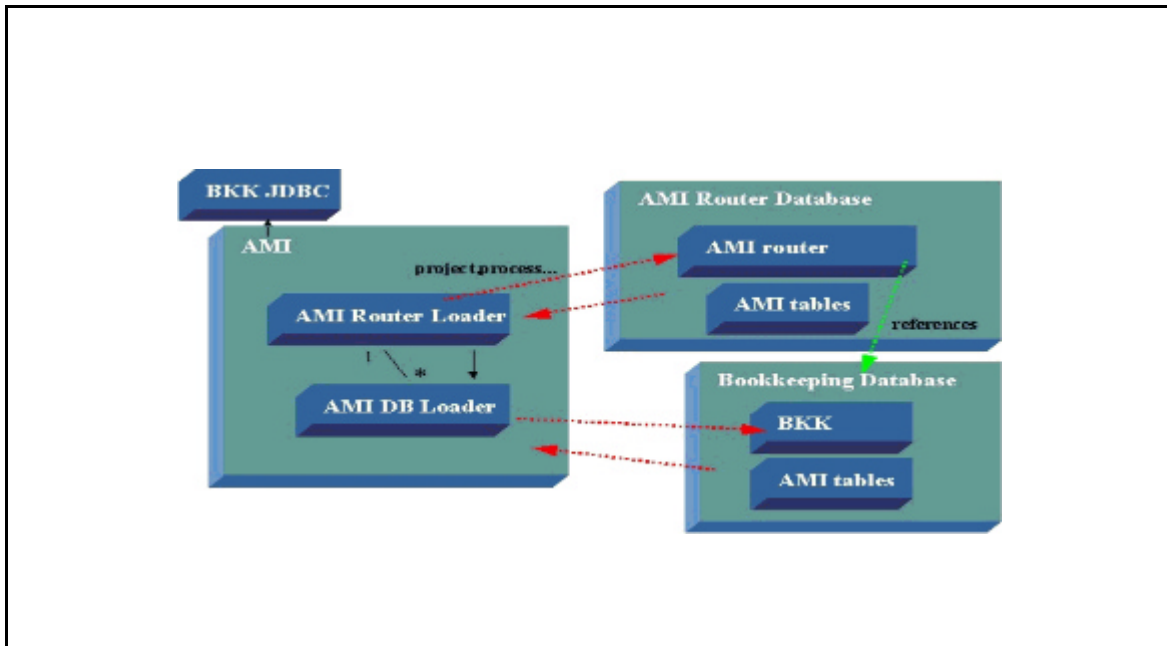 BKK JDBC
AMI
project,process...
AMI Router Loader
1
*
AMI DB Loader
AMI Router Database
AMI router
AMI tables
references
Bookkeeping Database
BKK
AMI tables